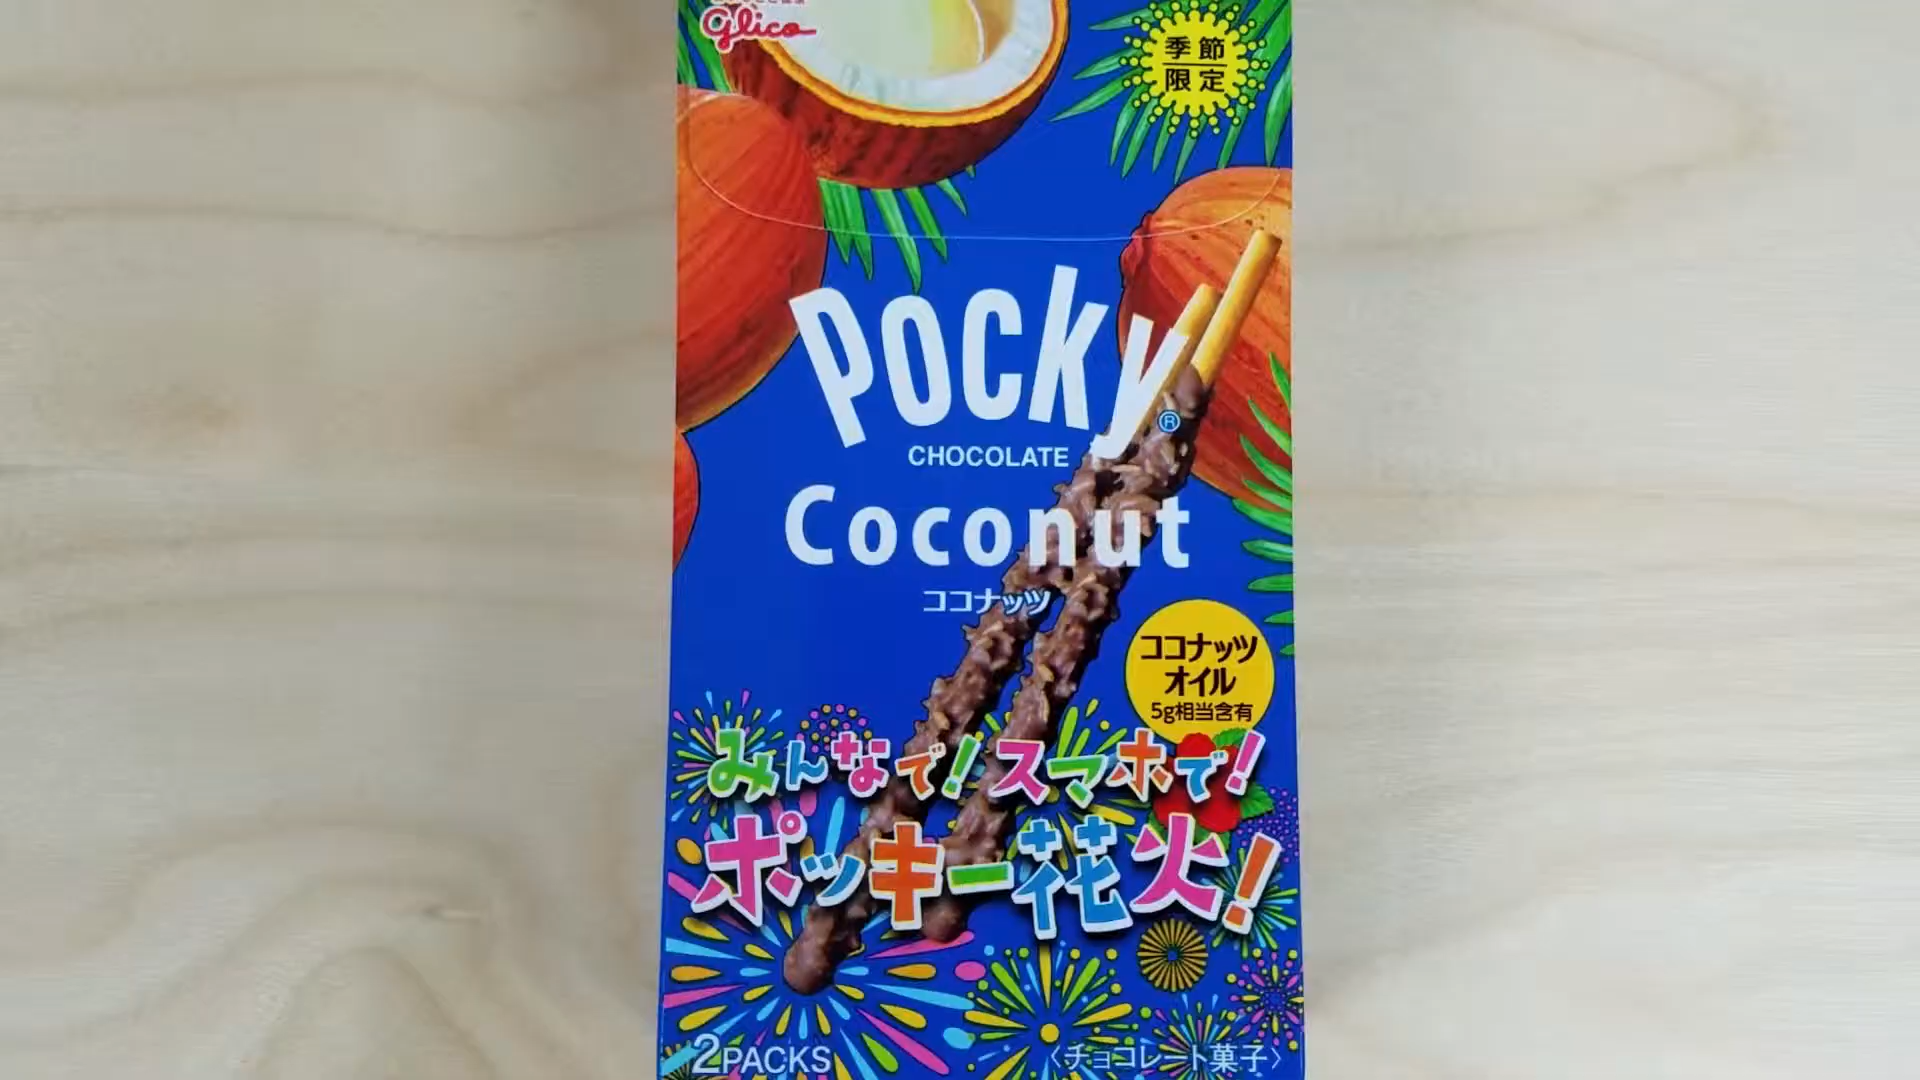 Glico
季節
限定
Pocky®
CHOCOLATE
Coconut
ココナッツ
ココナッツ
オイル
5g相当含有
みんなで!スマホで!
ポッキー花火!
2PACKS
〈チョコレート菓子〉